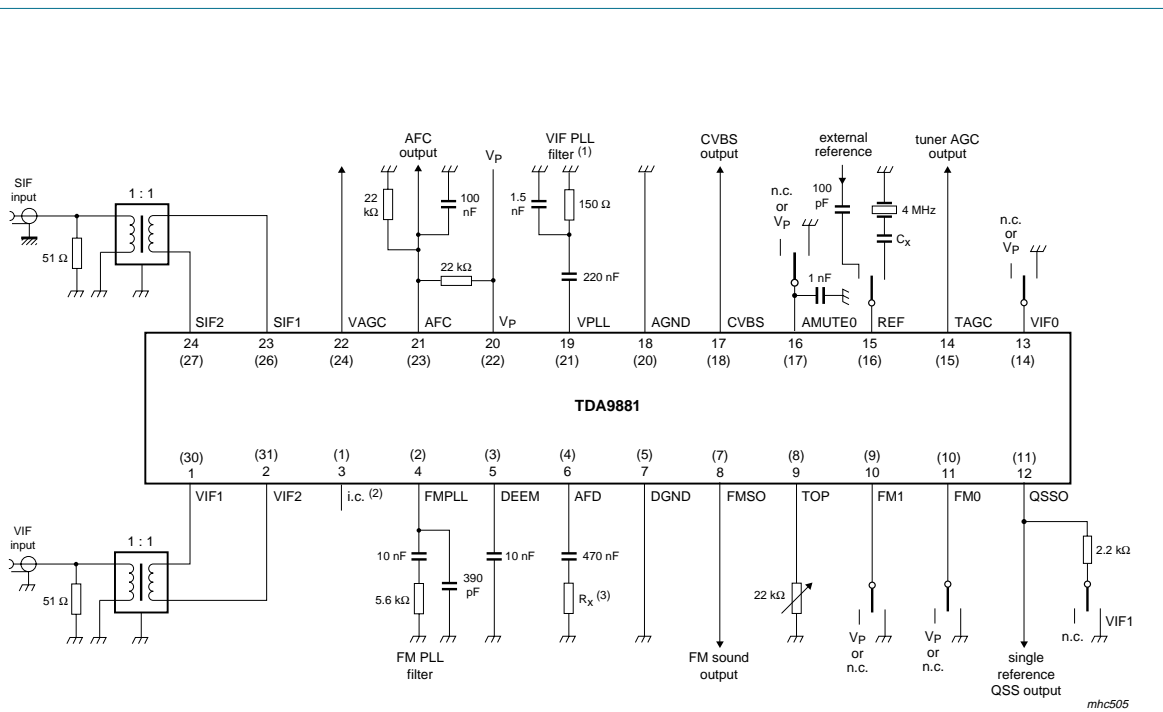 AFC
output
VIF PLL
filter (1)
CVBS
output
external
reference
tuner AGC
output
VP
SIF
input
1 : 1
51 Ω
22
kΩ
100
nF
1.5
nF
150 Ω
n.c.
or
VP
100
pF
4 MHz
Cx
n.c.
or
VP
22 kΩ
220 nF
1 nF
SIF2
SIF1
VAGC
AFC
VP
VPLL
AGND
CVBS
AMUTE0
REF
TAGC
VIF0
24 23 22 21 20 19 18 17 16 15 14 13
(27) (26) (24) (23) (22) (21) (20) (18) (17) (16) (15) (14)
TDA9881
(30) (31) (1) (2) (3) (4) (5) (7) (8) (9) (10) (11)
1 2 3 4 5 6 7 8 9 10 11 12
VIF1
VIF2
i.c. (2)
FMPLL
DEEM
AFD
DGND
FMSO
TOP
FM1
FM0
QSSO
VIF
input
1 : 1
51 Ω
10 nF
5.6 kΩ
390
pF
10 nF
470 nF
Rx (3)
22 kΩ
2.2 kΩ
VIF1
n.c.
VP
or
n.c.
VP
or
n.c.
FM PLL
filter
FM sound
output
single
reference
QSS output
mhc505